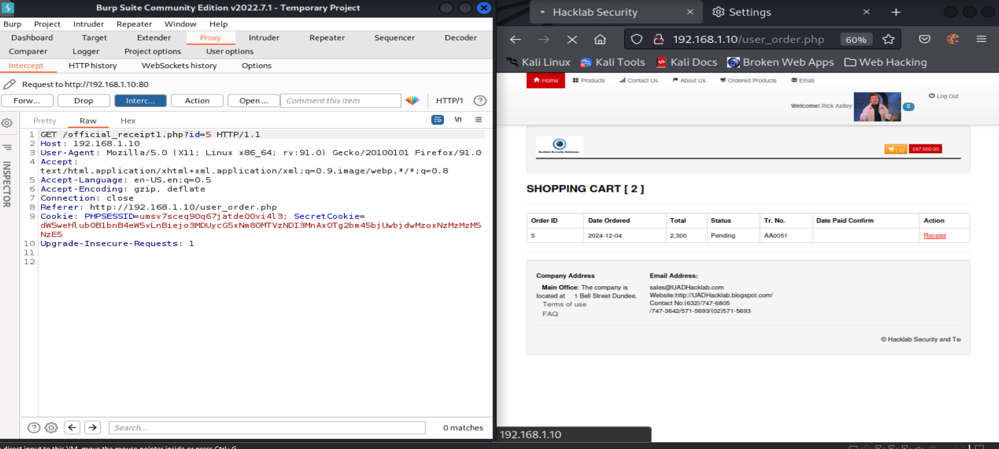 Burp Suite Community Edition v2022.7.1 - Temporary Project
Burp Project Intruder Repeater Window Help
Dashboard Target Extender Proxy Intruder Repeater Sequencer Decoder
Comparer Logger Project options User options
Intercept HTTP history WebSockets history Options
Request to http://192.168.1.10:80
Forw... Drop Interc... Action Open ... Comment this item HTTP/1 ?
Pretty Raw Hex \n
INSPECTOR
1 GET /official_receipt1.php?id=5 HTTP/1.1
2 Host: 192.168.1.10
3 User-Agent: Mozilla/5.0 (X11; Linux x86_64; rv:91.0) Gecko/20100101 Firefox/91.0
4 Accept:
text/html,application/xhtml+xml,application/xml;q=0.9,image/webp,*/*;q=0.8
5 Accept-Language: en-US,en;q=0.5
6 Accept-Encoding: gzip, deflate
7 Connection: close
8 Referer: http://192.168.1.10/user_order.php
9 Cookie: PHPSESSID=umsv7sceq90q67jatde00vi4l3; SecretCookie=
dW5weHlub0BlbnB4eW5vLnBiejo3MDUycG5xNm80MTVzNDI3MnAxOTg2bm45bjUwbjdwMzoxNzMzMzM5
NzE5
10 Upgrade-Insecure-Requests: 1
11
12
? Search... 0 matches
Hacklab Security Settings
192.168.1.10/user_order.php 60%
Kali Linux Kali Tools Kali Docs Broken Web Apps Web Hacking
Home Products Contact Us About Us Ordered Products Email
Welcome! Rick Astley 0 Log Out
Hacklab Security Solutions
[ 2] £67,000.00
SHOPPING CART [ 2 ]
Order ID Date Ordered Total Status Tr. No. Date Paid Confirm Action
5 2024-12-04 2,300 Pending AA0051 Receipt
Company Address
Main Office: The company is
located at 1 Bell Street Dundee.
Terms of use
FAQ
Email Address:
sales@UADHacklab.com
Website:http://UADHacklab.blogspot.com/
Contact No:(632)/747-6805
/747-3642/571-5693/(02)571-5693
© Hacklab Security and Te
192.168.1.10
direct input to this VM, move the mouse pointer inside or press Ctrl+G.